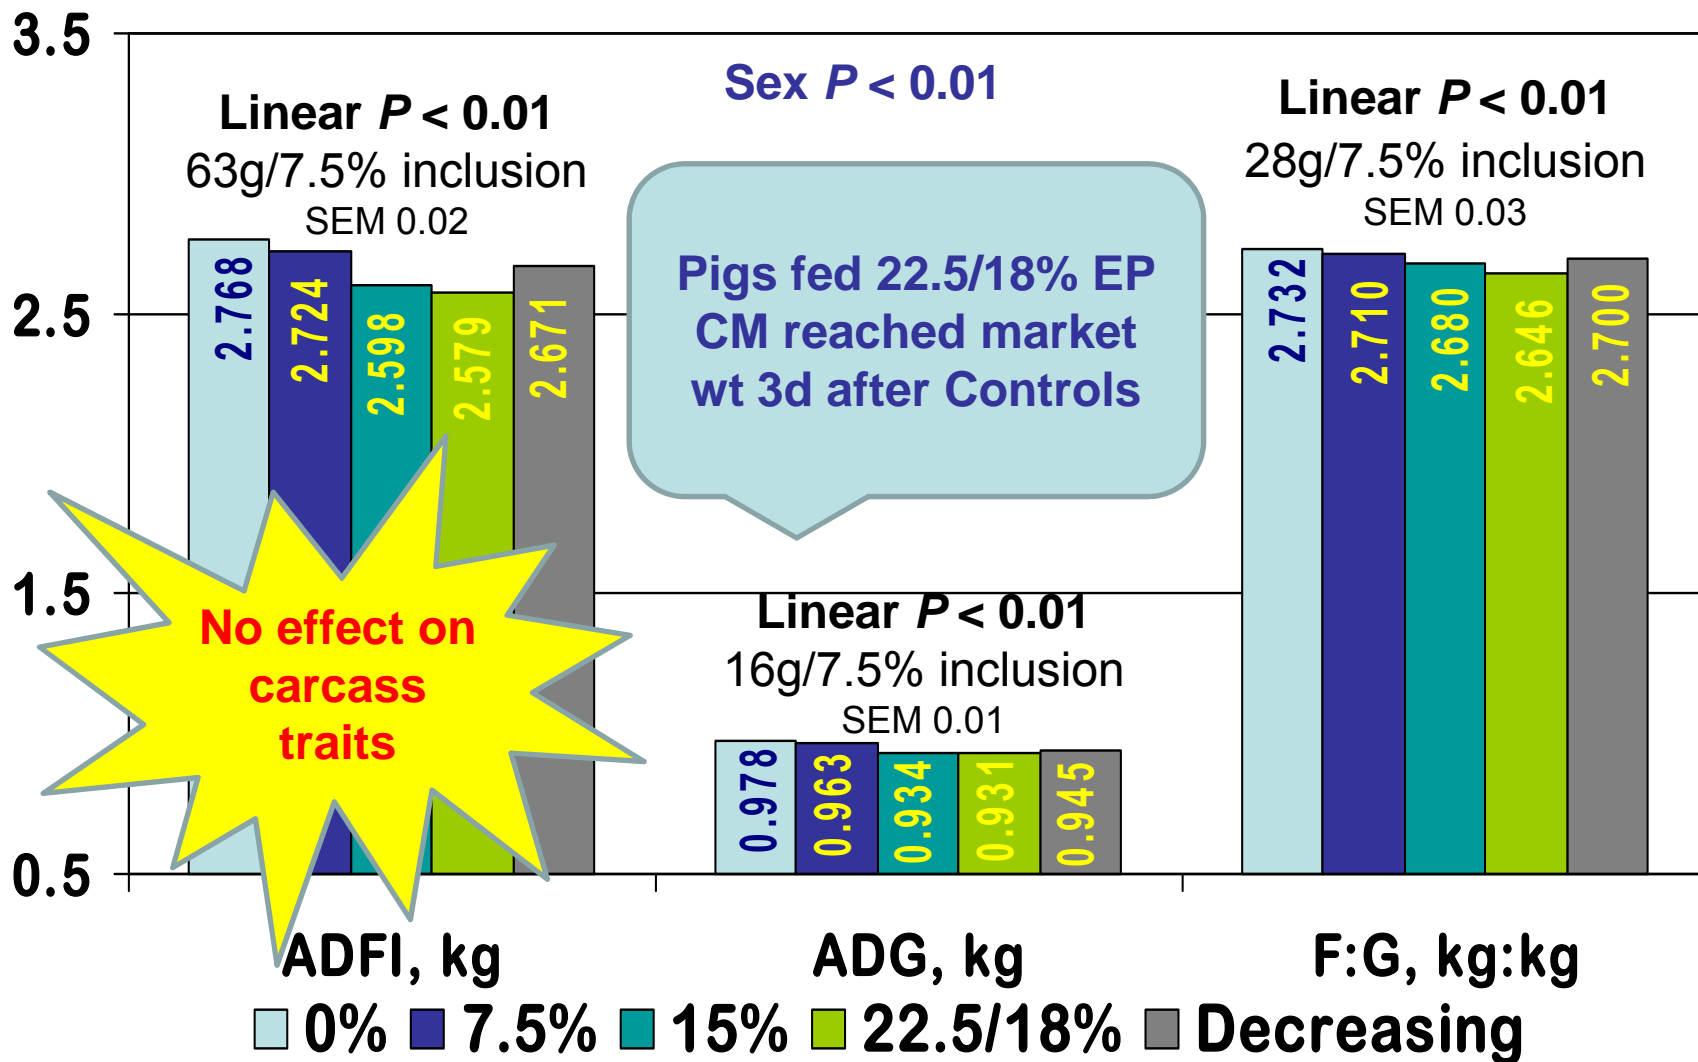 3.5
2.5
1.5
0.5
Sex P < 0.01
Linear P < 0.01
63g/7.5% inclusion
SEM 0.02
2.768
2.724
2.598
2.579
2.671
Pigs fed 22.5/18% EP
CM reached market
wt 3d after Controls
No effect on
carcass
traits
Linear P < 0.01
16g/7.5% inclusion
SEM 0.01
0.978
0.963
0.934
0.931
0.945
Linear P < 0.01
28g/7.5% inclusion
SEM 0.03
2.732
2.710
2.680
2.646
2.700
ADFI, kg
ADG, kg
F:G, kg:kg
0%
7.5%
15%
22.5/18%
Decreasing